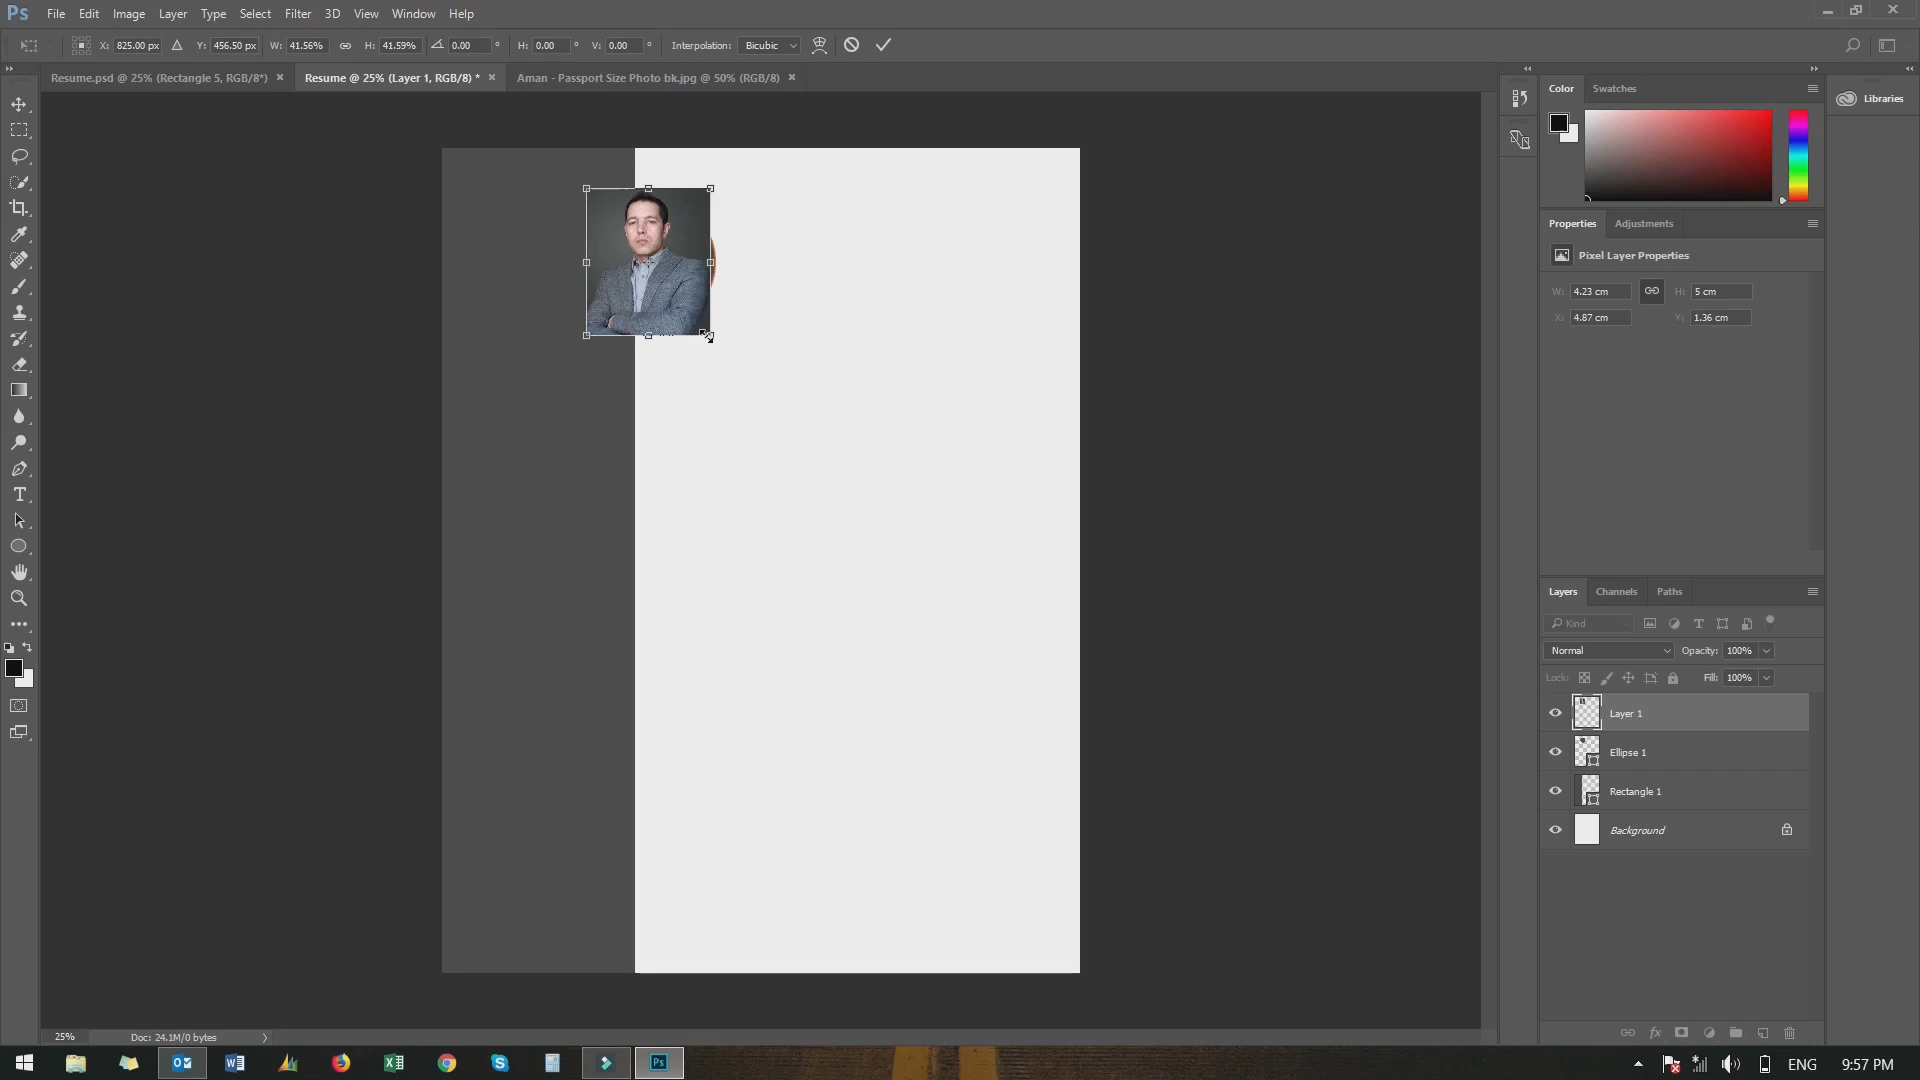 Ps File Edit Image Layer Type Select Filter 3D View Window Help
X: 825.00 px Y: 456.50 px W: 41.56% H: 41.59% 0.00 ° H: 0.00 ° V: 0.00 ° Interpolation: Bicubic
Resume.psd @ 25% (Rectangle 5, RGB/8*) × Resume @ 25% (Layer 1, RGB/8) * × Aman - Passport Size Photo bk.jpg @ 50% (RGB/8) ×
Color Swatches
Libraries
Properties Adjustments
Pixel Layer Properties
W: 4.23 cm H: 5 cm
X: 4.87 cm Y: 1.36 cm
Layers Channels Paths
Kind
Normal Opacity: 100%
Lock: Fill: 100%
Layer 1
Ellipse 1
Rectangle 1
Background
25% Doc: 24.1M/0 bytes
ENG 9:57 PM